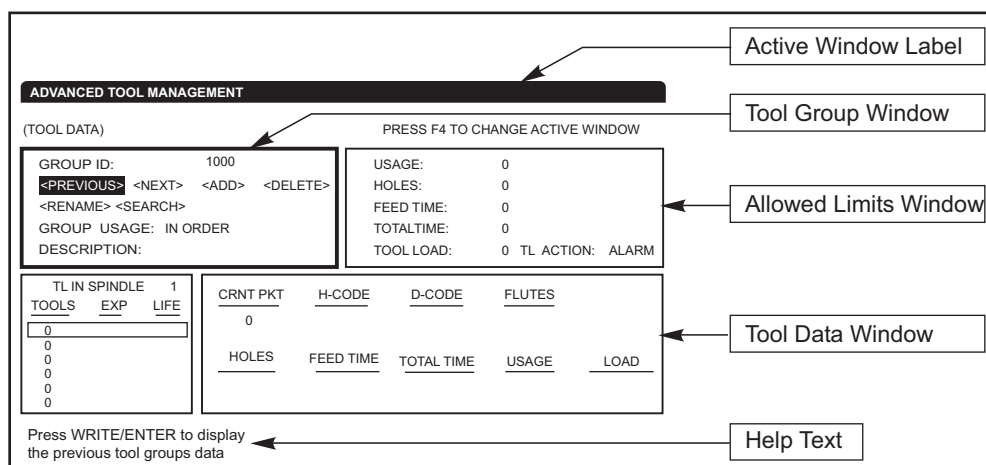 Active Window Label
ADVANCED TOOL MANAGEMENT
Tool Group Window
(TOOL DATA) PRESS F4 TO CHANGE ACTIVE WINDOW
GROUP ID: 1000
<PREVIOUS> <NEXT> <ADD> <DELETE>
<RENAME> <SEARCH>
GROUP USAGE: IN ORDER
DESCRIPTION:
USAGE: 0
HOLES: 0
FEED TIME: 0
TOTALTIME: 0
TOOL LOAD: 0 TL ACTION: ALARM
Allowed Limits Window
TL IN SPINDLE 1
TOOLS EXP LIFE
0
0
0
0
0
0
CRNT PKT H-CODE D-CODE FLUTES
0
HOLES FEED TIME TOTAL TIME USAGE LOAD
Tool Data Window
Press WRITE/ENTER to display
the previous tool groups data
Help Text